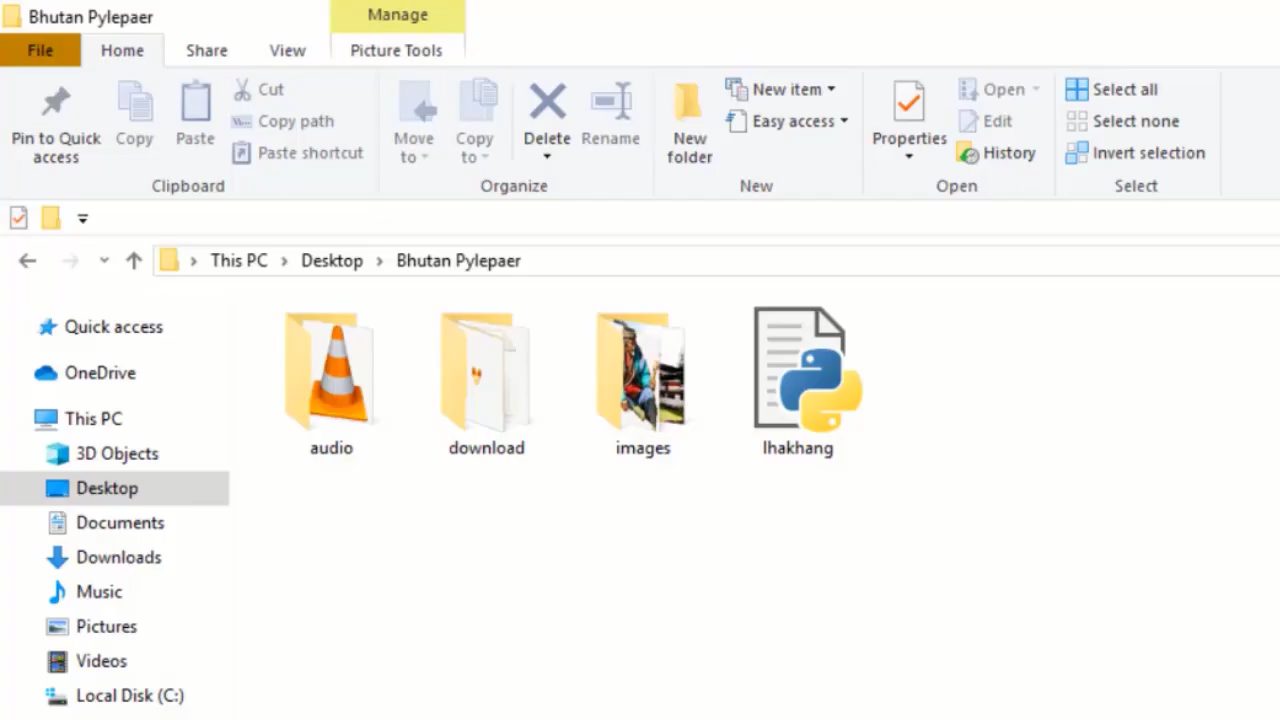 Bhutan Pylepaer
Manage
File Home Share View Picture Tools
Pin to Quick access
Copy
Paste
Cut
Copy path
Paste shortcut
Clipboard
Move to
Copy to
Delete
Rename
Organize
New folder
New item
Easy access
New
Properties
Open
Edit
History
Open
Select all
Select none
Invert selection
Select
This PC > Desktop > Bhutan Pylepaer
Quick access
OneDrive
This PC
3D Objects
Desktop
Documents
Downloads
Music
Pictures
Videos
Local Disk (C:)
audio
download
images
lhakhang